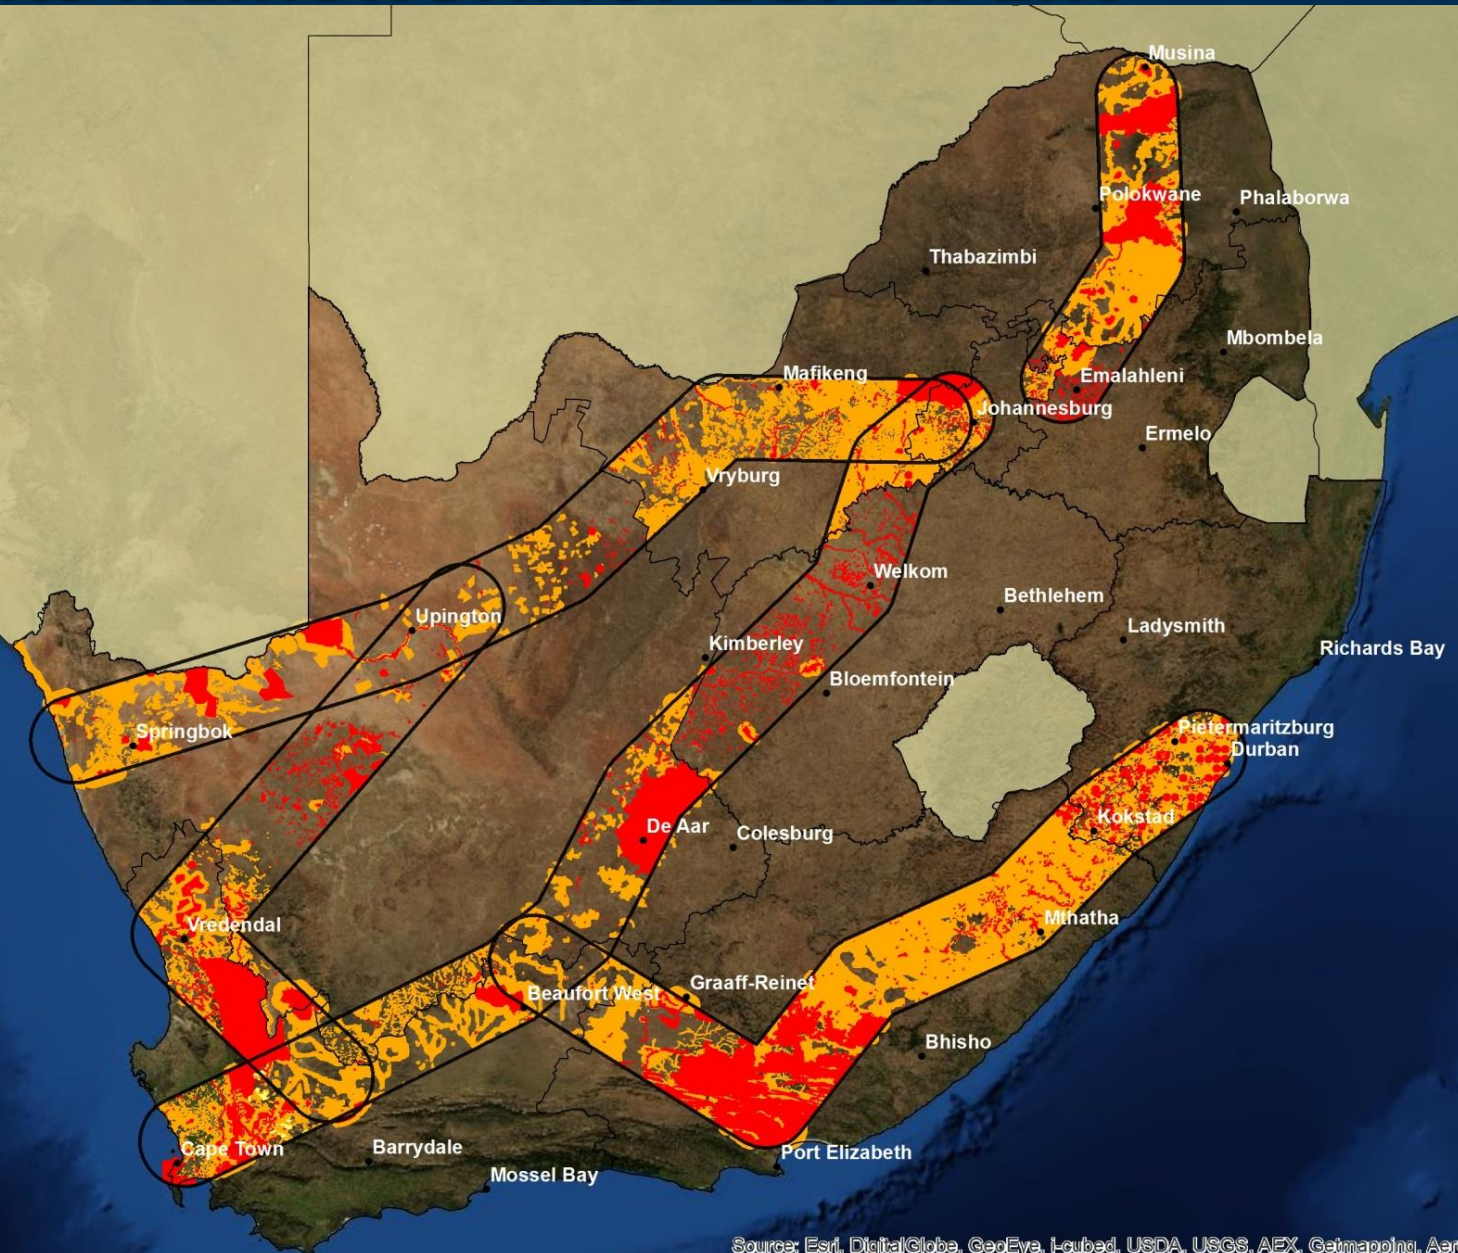 Musina
Polokwane
Phalaborwa
Thabazimbi
Mbombela
Mafikeng
Emalahleni
Johannesburg
Ermelo
Vryburg
Welkom
Bethlehem
Upington
Ladysmith
Kimberley
Richards Bay
Bloemfontein
Springbok
Pietermaritzburg
Durban
Kokstad
De Aar
Colesburg
Vredendal
Mthatha
Graaff-Reinet
Beaufort West
Bhisho
Cape Town
Barrydale
Port Elizabeth
Mossel Bay
Source: Esri, DigitalGlobe, GeoEye, i-cubed, USDA, USGS, AEX, Getmapping, Aer